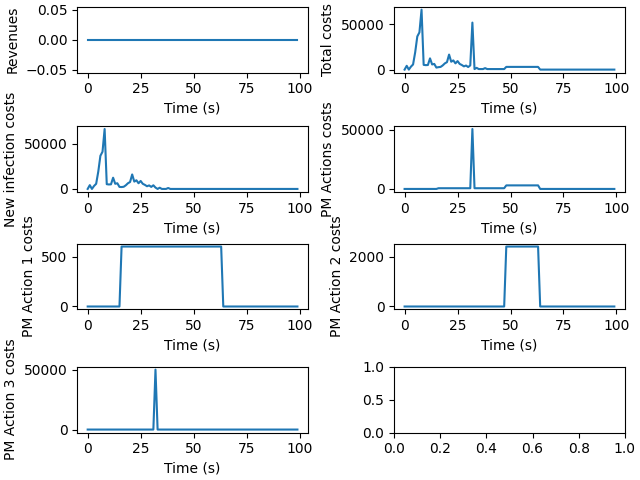 Revenues
0.05
0.00
−0.05
0 25 50 75 100
Time (s)
Total costs
50000
0
0 25 50 75 100
Time (s)
New infection costs
50000
0
0 25 50 75 100
Time (s)
PM Actions costs
50000
0
0 25 50 75 100
Time (s)
PM Action 1 costs
500
0
0 25 50 75 100
Time (s)
PM Action 2 costs
2000
0
0 25 50 75 100
Time (s)
PM Action 3 costs
50000
0
0 25 50 75 100
Time (s)
1.0
0.5
0.0
0.0 0.2 0.4 0.6 0.8 1.0